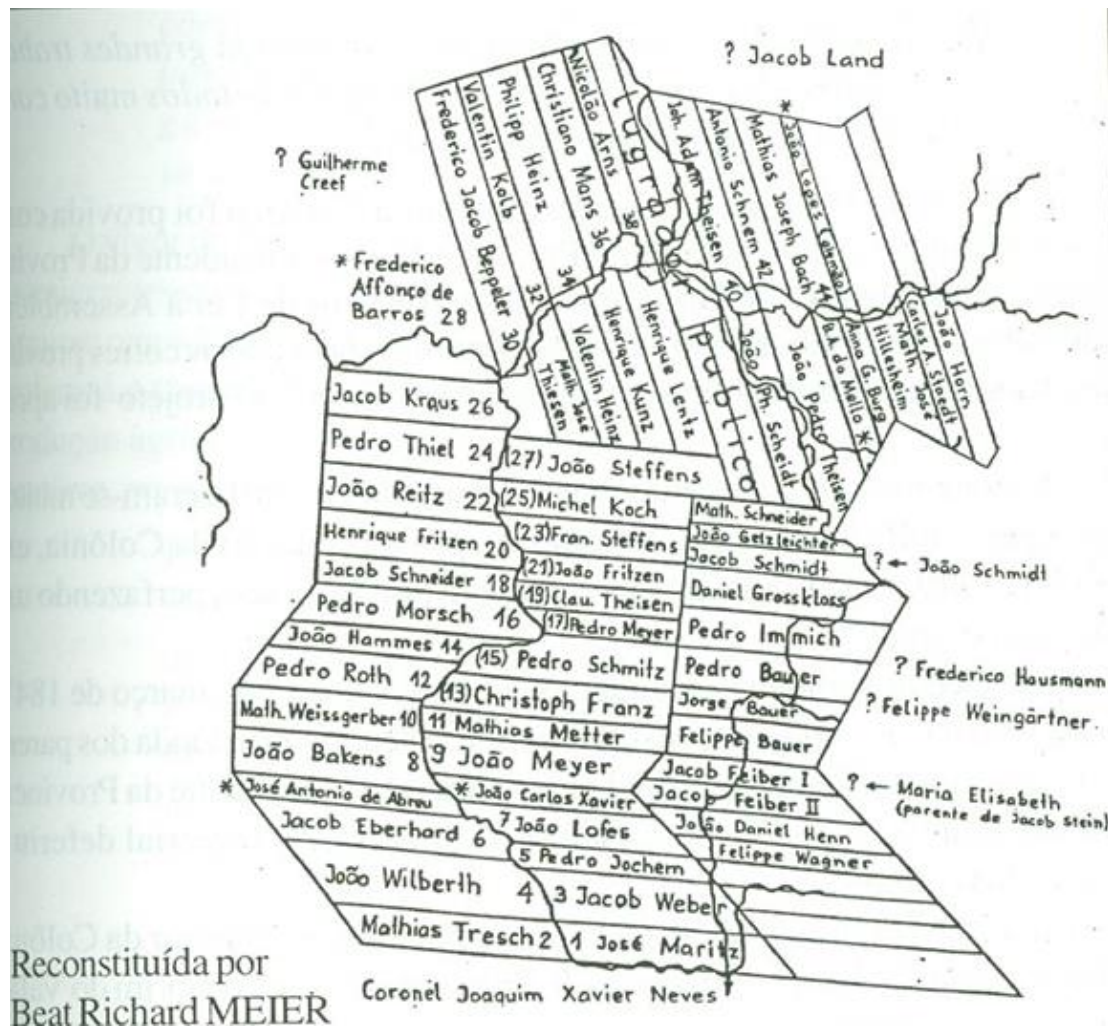 ? Jacob Land
? Guilherme
Creef
* Frederico
Affonço de
Barros 28
Frederico Jacob Beppeler 30
Valentin Kolb 32
Philipp Heinz 34
Christiano Mans 36
Nicolão Arns 38
lugra
publico
Joh. Adam Theisen 40
Antonio Schnem 42
Mathias Joseph Bach 44
* João Lopes
Math. José
Thiesen
Valentin Heinz
Henrique Kunz
Henrique Lentz
João Ph. Scheidt
João Pedro Theisen
do Mello *
Anna G. Burg
Hillesheim
Math. José
Carlos A. Staedt
João Horn
Jacob Kraus 26
Pedro Thiel 24
(27) João Steffens
João Reitz 22
(25) Michel Koch
Math. Schneider
Henrique Fritzen 20
(23) Fran. Steffens
João Getzleichter
Jacob Schneider 18
(21) João Fritzen
Jacob Schmidt
? ← João Schmidt
Pedro Morsch 16
(19) Clau. Theisen
Daniel Grosskloss
(17) Pedro Meyer
Pedro Immich
João Hammes 14
(15) Pedro Schmitz
Pedro Bauer
? Frederico Hausmann
Pedro Roth 12
(13) Christoph Franz
Jorge Bauer
? Felippe Weingärtner
Math. Weissgerber 10
11 Mathias Metter
Felippe Bauer
João Bakens 8
9 João Meyer
Jacob Feiber I
? ← Maria Elisabeth
(parente de Jacob Stein)
* José Antonio de Abreu
* João Carlos Xavier
Jacob Feiber II
Jacob Eberhard 6
7 João Lofes
João Daniel Henn
5 Pedro Jochem
Felippe Wagner
João Wilberth 4
3 Jacob Weber
Mathias Tresch 2
1 José Maritz
Coronel Joaquim Xavier Neves
Reconstituída por
Beat Richard MEIER